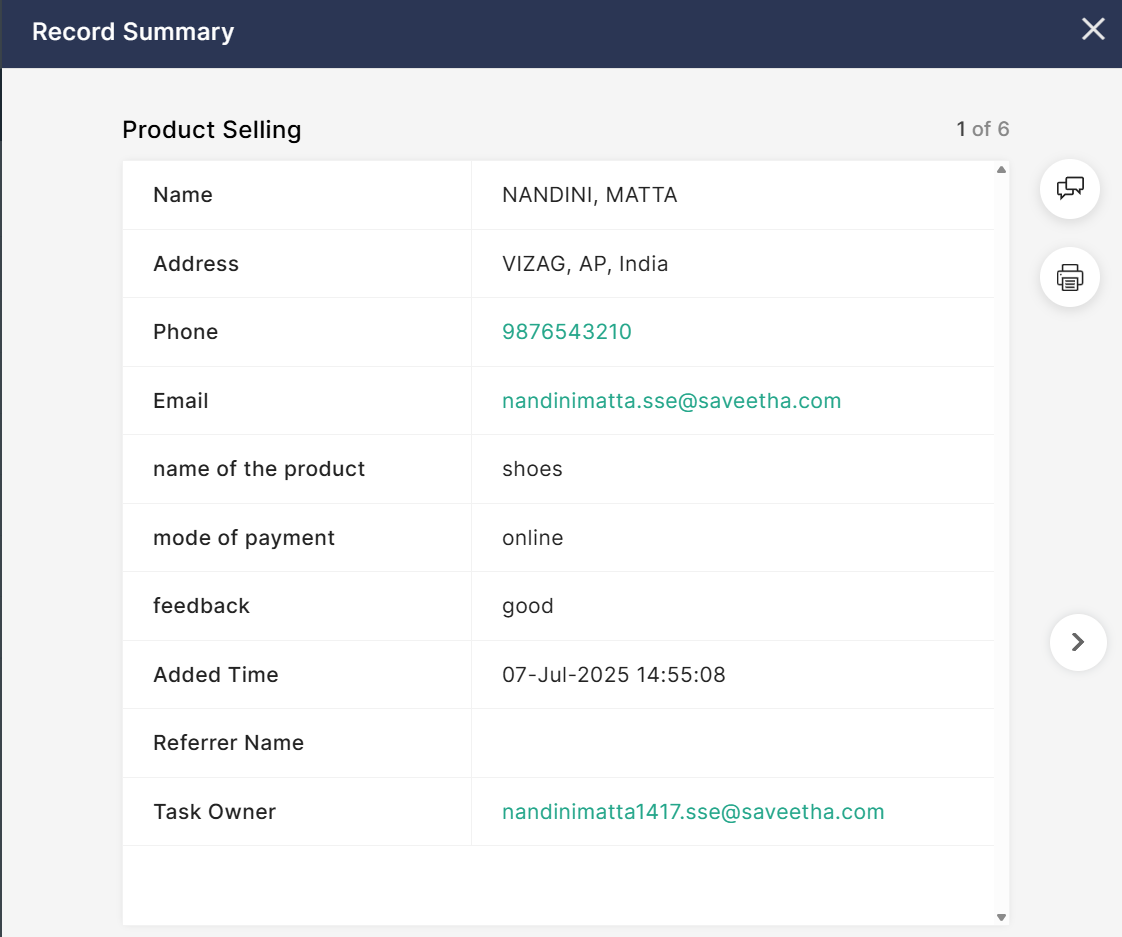 Record Summary
Product Selling
1 of 6
Name NANDINI, MATTA
Address VIZAG, AP, India
Phone 9876543210
Email nandinimatta.sse@saveetha.com
name of the product shoes
mode of payment online
feedback good
Added Time 07-Jul-2025 14:55:08
Referrer Name
Task Owner nandinimatta1417.sse@saveetha.com